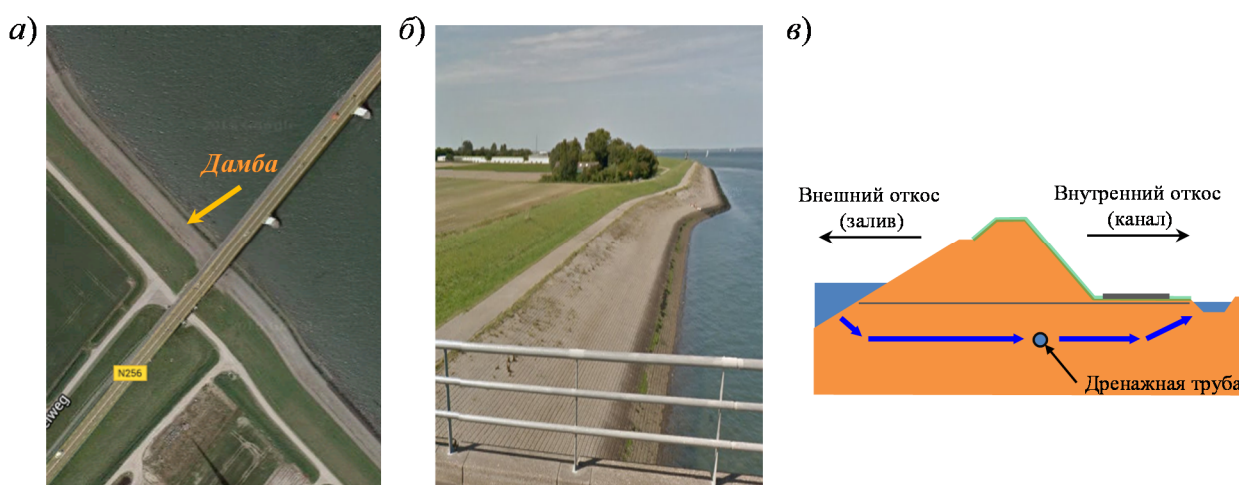 а)
б)
в)
Дамба
N256
Внешний откос
(залив)
Внутренний откос
(канал)
Дренажная труба